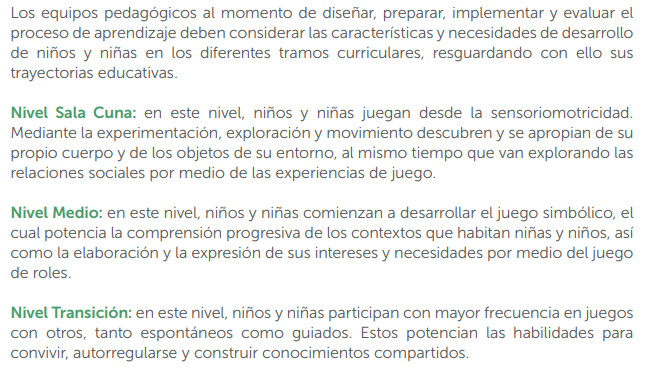 Los equipos pedagógicos al momento de diseñar, preparar, implementar y evaluar el
proceso de aprendizaje deben considerar las características y necesidades de desarrollo
de niños y niñas en los diferentes tramos curriculares, resguardando con ello sus
trayectorias educativas.
Nivel Sala Cuna: en este nivel, niños y niñas juegan desde la sensoriomotricidad.
Mediante la experimentación, exploración y movimiento descubren y se apropian de su
propio cuerpo y de los objetos de su entorno, al mismo tiempo que van explorando las
relaciones sociales por medio de las experiencias de juego.
Nivel Medio: en este nivel, niños y niñas comienzan a desarrollar el juego simbólico, el
cual potencia la comprensión progresiva de los contextos que habitan niñas y niños, así
como la elaboración y la expresión de sus intereses y necesidades por medio del juego
de roles.
Nivel Transición: en este nivel, niños y niñas participan con mayor frecuencia en juegos
con otros, tanto espontáneos como guiados. Estos potencian las habilidades para
convivir, autorregularse y construir conocimientos compartidos.